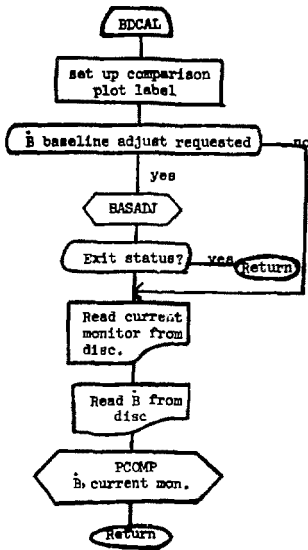 BDCAL
set up comparison
plot label
Ḃ baseline adjust requested
no
yes
BASADJ
Exit status?
yes
Return
Read current
monitor from
disc.
Read Ḃ from
disc
PCOMP
Ḃ, current mon.
Return